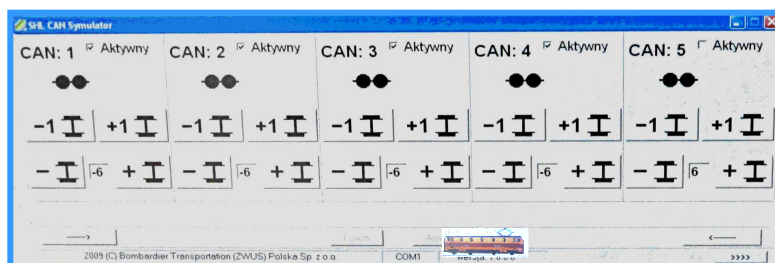 SHL CAN Symulator
CAN: 1 Aktywny CAN: 2 Aktywny CAN: 3 Aktywny CAN: 4 Aktywny CAN: 5 Aktywny
-1 +1 -1 +1 -1 +1 -1 +1 -1 +1
- -6 + - -6 + - -6 + - -6 + - 6 +
---> <---
2009 (C) Bombardier Transportation (ZWUS) Polska Sp. z o.o. COM1 wersja: >>>>